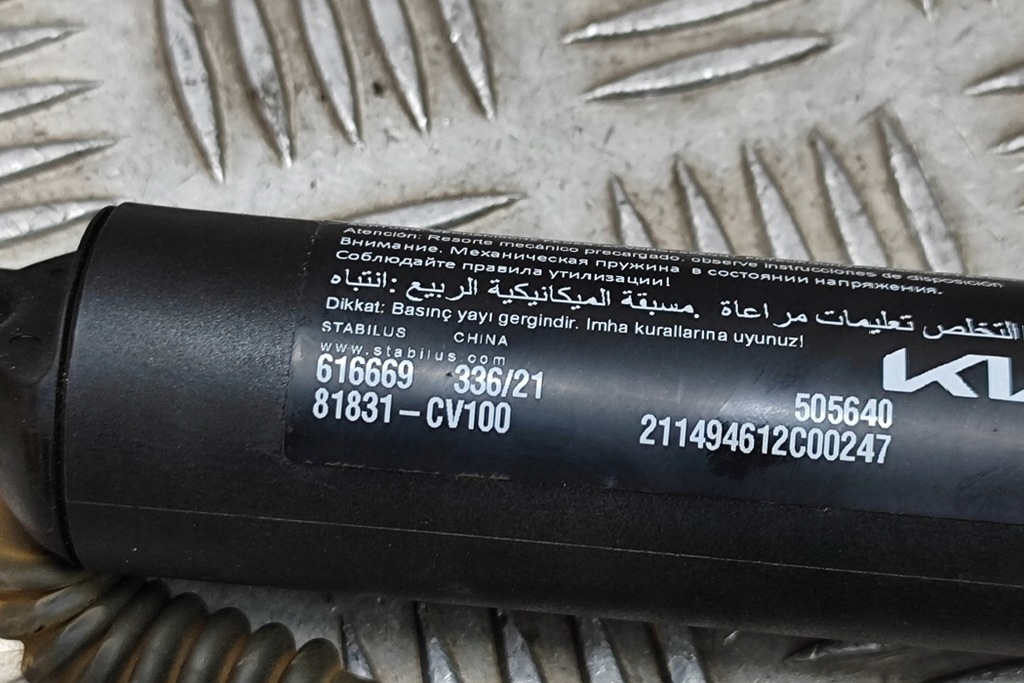 Atención: Resorte mecánico precargado, observe instrucciones de disposición
Внимание. Механическая пружина в состоянии напряжения.
Соблюдайте правила утилизации!
انتباه: الميكانيكية الربيع مسبقة. مراعاة تعليمات التخلص
Dikkat: Basınç yayı gergindir. Imha kurallarına uyunuz!
STABILUS CHINA
www.stabilus.com
616669 336/21
81831-CV100
505640
211494612C00247
KI